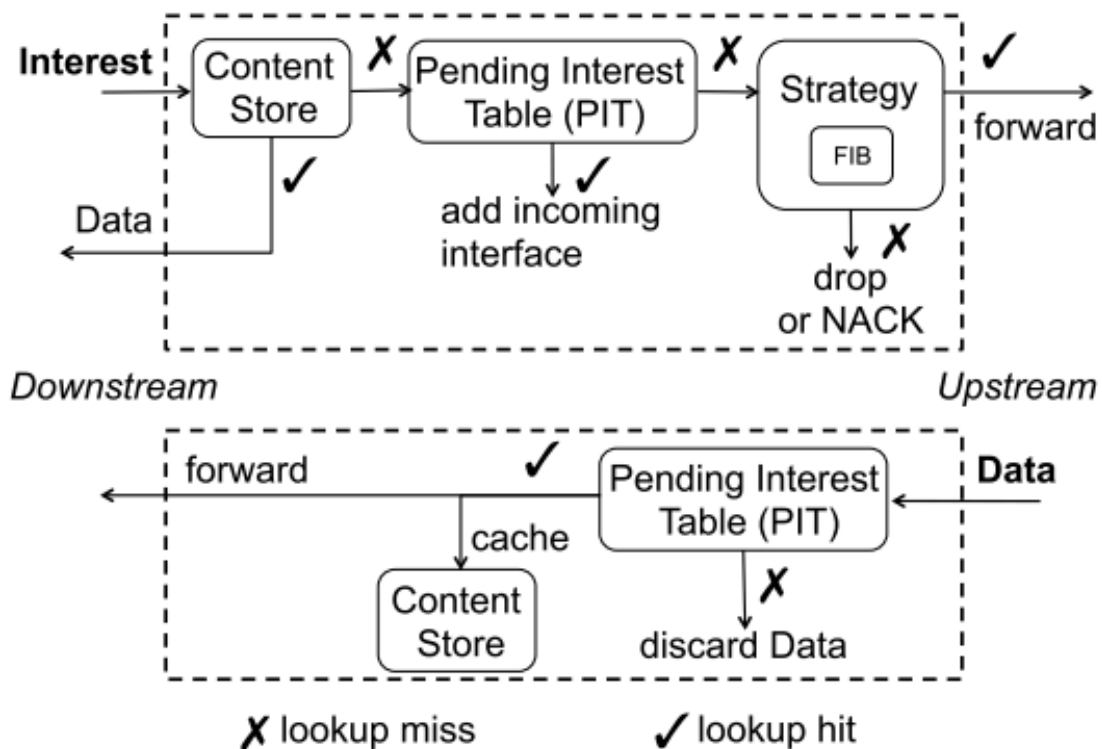 Interest
Content
Store
✗
Pending Interest
Table (PIT)
✗
Strategy
FIB
✓
forward
✓
Data
✓
add incoming
interface
✗
drop
or NACK
Downstream
Upstream
forward
✓
Pending Interest
Table (PIT)
Data
cache
Content
Store
✗
discard Data
✗ lookup miss
✓ lookup hit